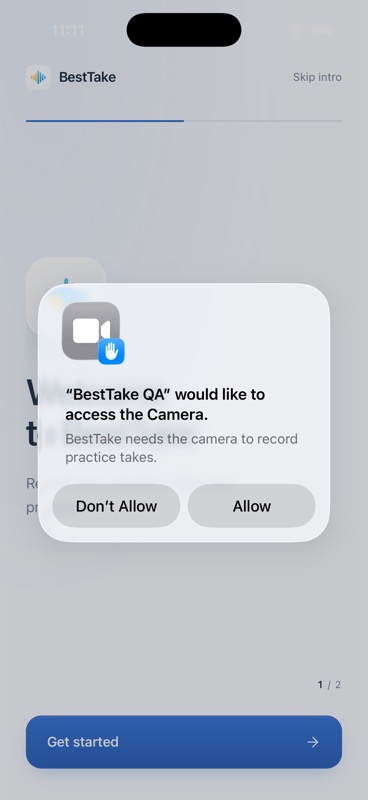 11:11
BestTake
Skip intro
“BestTake QA” would like to
access the Camera.
BestTake needs the camera to record
practice takes.
Don’t Allow
Allow
1 / 2
Get started